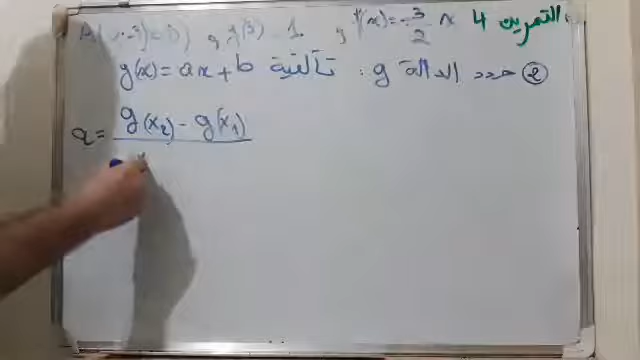 التمرين 4 f(x) = -3/2 x و
② حدد الدالة g : تآلفية g(x) = ax + b
a = g(x₂) - g(x₁)